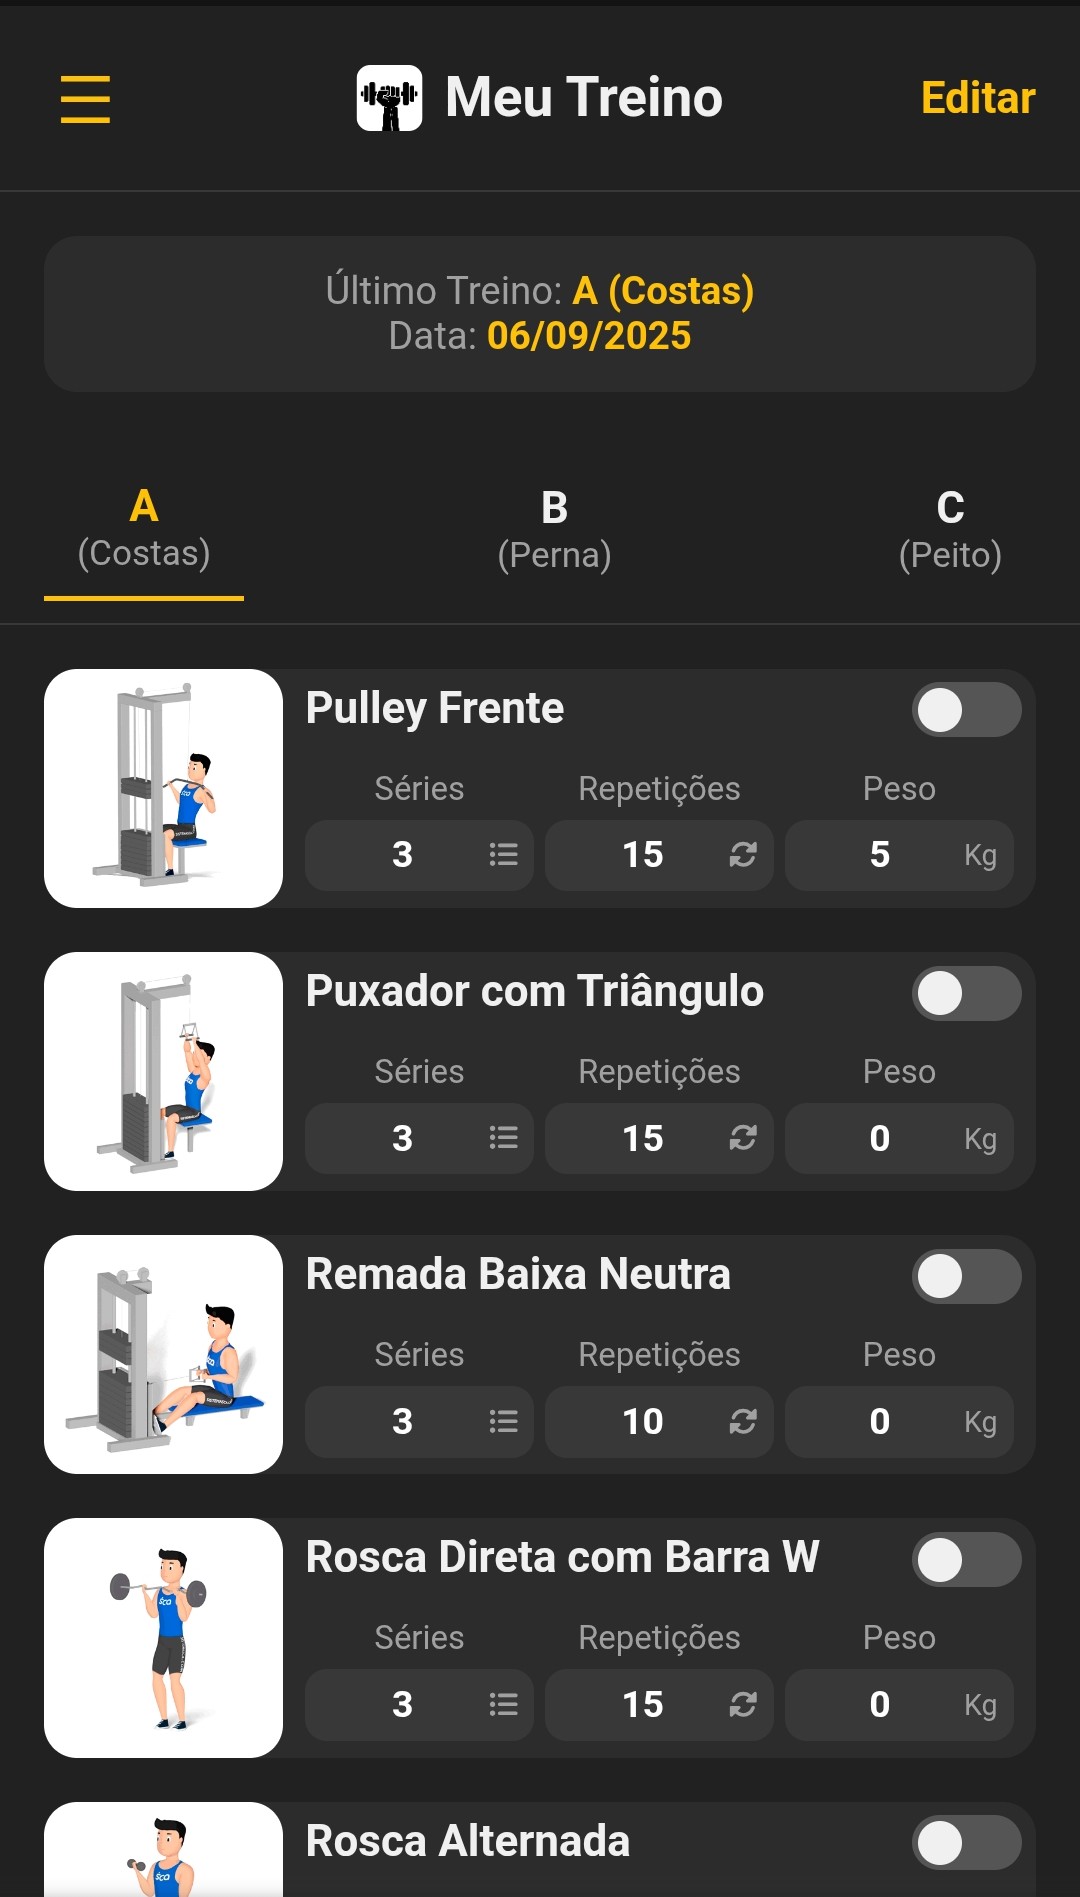 Meu Treino
Editar
Último Treino: A (Costas)
Data: 06/09/2025
A
(Costas)
B
(Perna)
C
(Peito)
Pulley Frente
Séries Repetições Peso
3 15 5 Kg
Puxador com Triângulo
Séries Repetições Peso
3 15 0 Kg
Remada Baixa Neutra
Séries Repetições Peso
3 10 0 Kg
Rosca Direta com Barra W
Séries Repetições Peso
3 15 0 Kg
Rosca Alternada